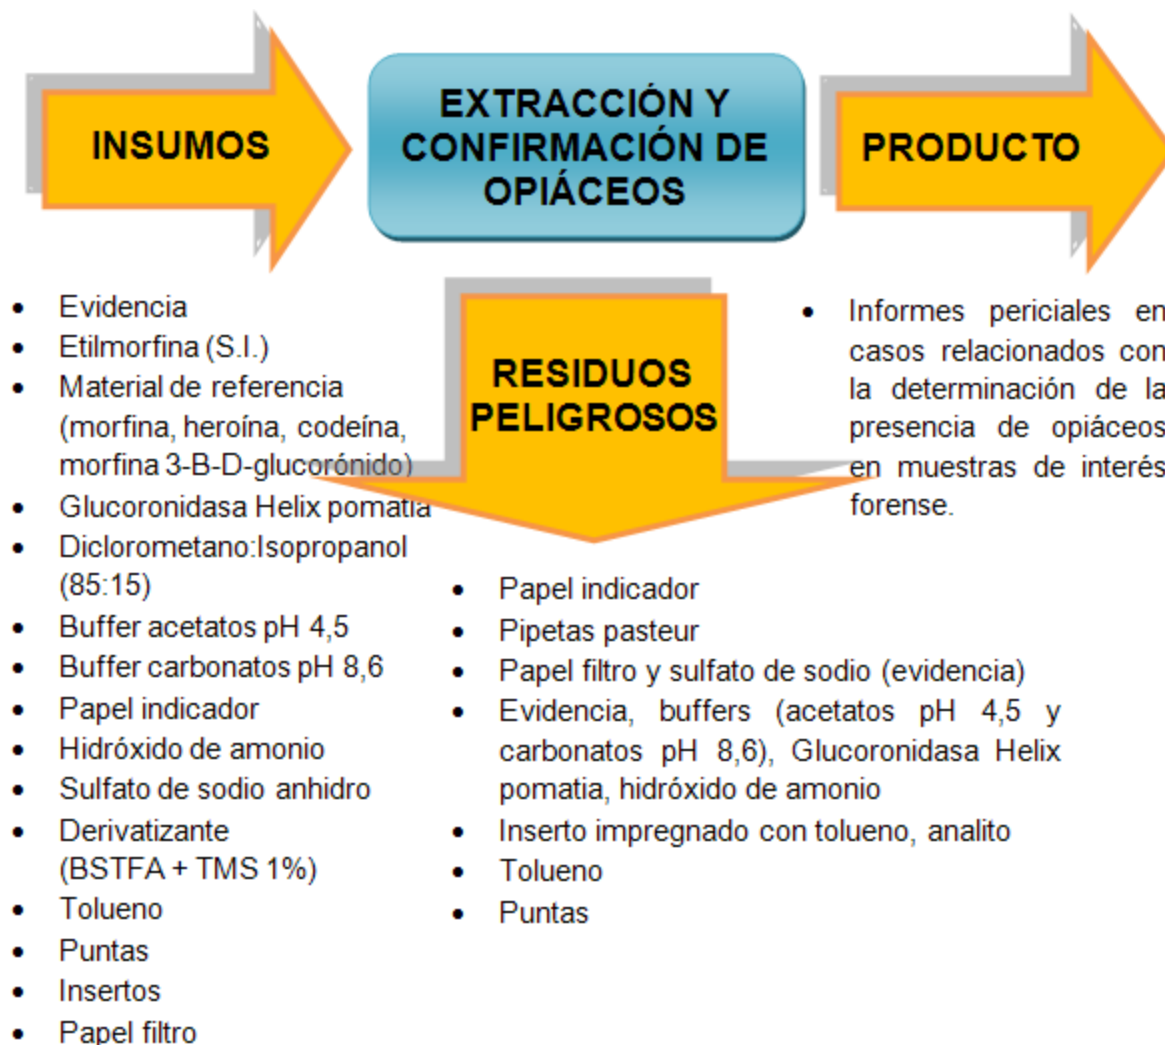 INSUMOS
EXTRACCIÓN Y
CONFIRMACIÓN DE
OPIÁCEOS
PRODUCTO
• Evidencia
• Etilmorfina (S.I.)
• Material de referencia
(morfina, heroína, codeína,
morfina 3-B-D-glucorónido)
• Glucoronidasa Helix pomatia
• Diclorometano:Isopropanol
(85:15)
• Buffer acetatos pH 4,5
• Buffer carbonatos pH 8,6
• Papel indicador
• Hidróxido de amonio
• Sulfato de sodio anhidro
• Derivatizante
(BSTFA + TMS 1%)
• Tolueno
• Puntas
• Insertos
• Papel filtro
RESIDUOS
PELIGROSOS
• Papel indicador
• Pipetas pasteur
• Papel filtro y sulfato de sodio (evidencia)
• Evidencia, buffers (acetatos pH 4,5 y
carbonatos pH 8,6), Glucoronidasa Helix
pomatia, hidróxido de amonio
• Inserto impregnado con tolueno, analito
• Tolueno
• Puntas
• Informes periciales en
casos relacionados con
la determinación de la
presencia de opiáceos
en muestras de interés
forense.